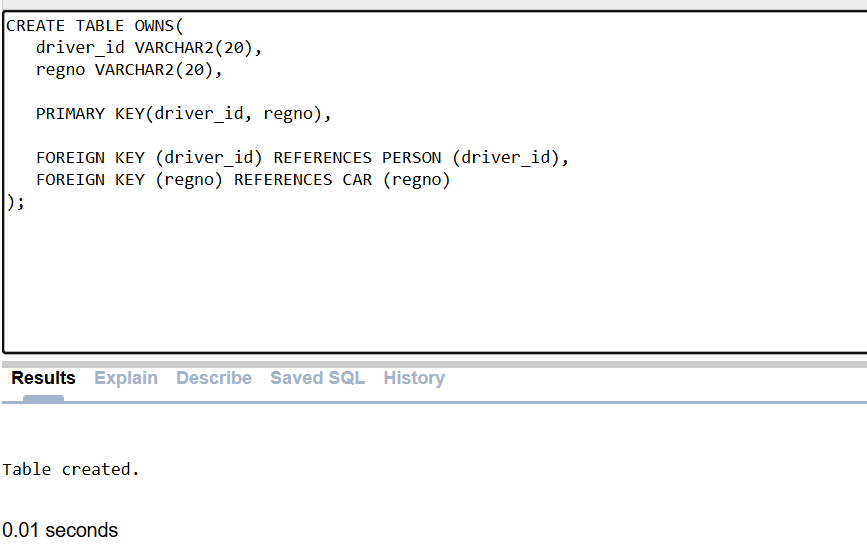 CREATE TABLE OWNS(
   driver_id VARCHAR2(20),
   regno VARCHAR2(20),

   PRIMARY KEY(driver_id, regno),

   FOREIGN KEY (driver_id) REFERENCES PERSON (driver_id),
   FOREIGN KEY (regno) REFERENCES CAR (regno)
);
Results Explain Describe Saved SQL History
Table created.
0.01 seconds